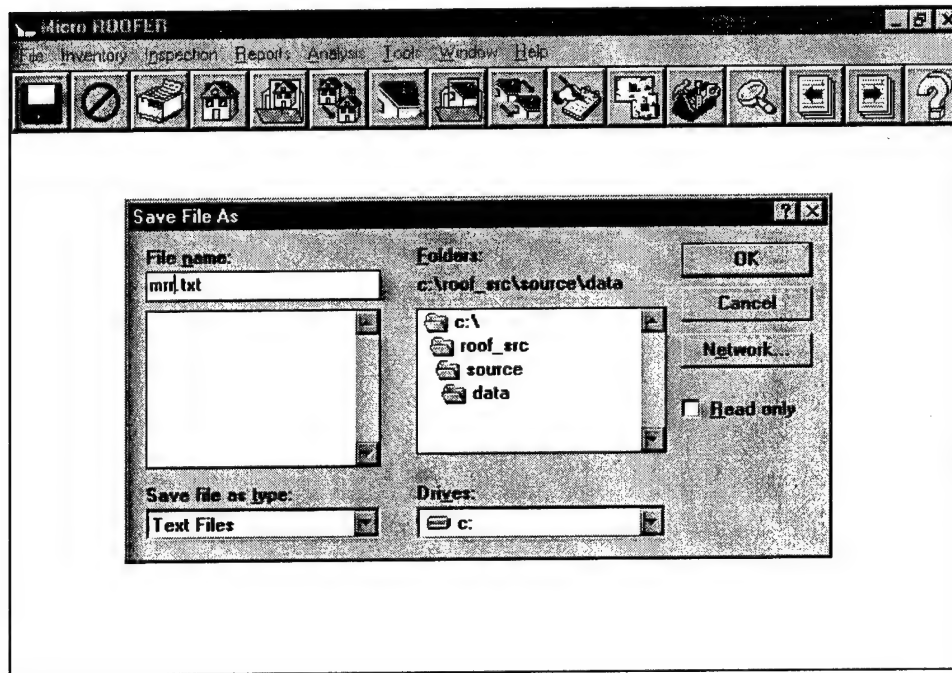 Micro ROOFER
File Inventory Inspection Reports Analysis Tools Window Help
Save File As
File name:
mrr.txt
Folders:
c:\roof_src\source\data
c:\
roof_src
source
data
OK
Cancel
Network...
Read only
Save file as type:
Text Files
Drives:
c: